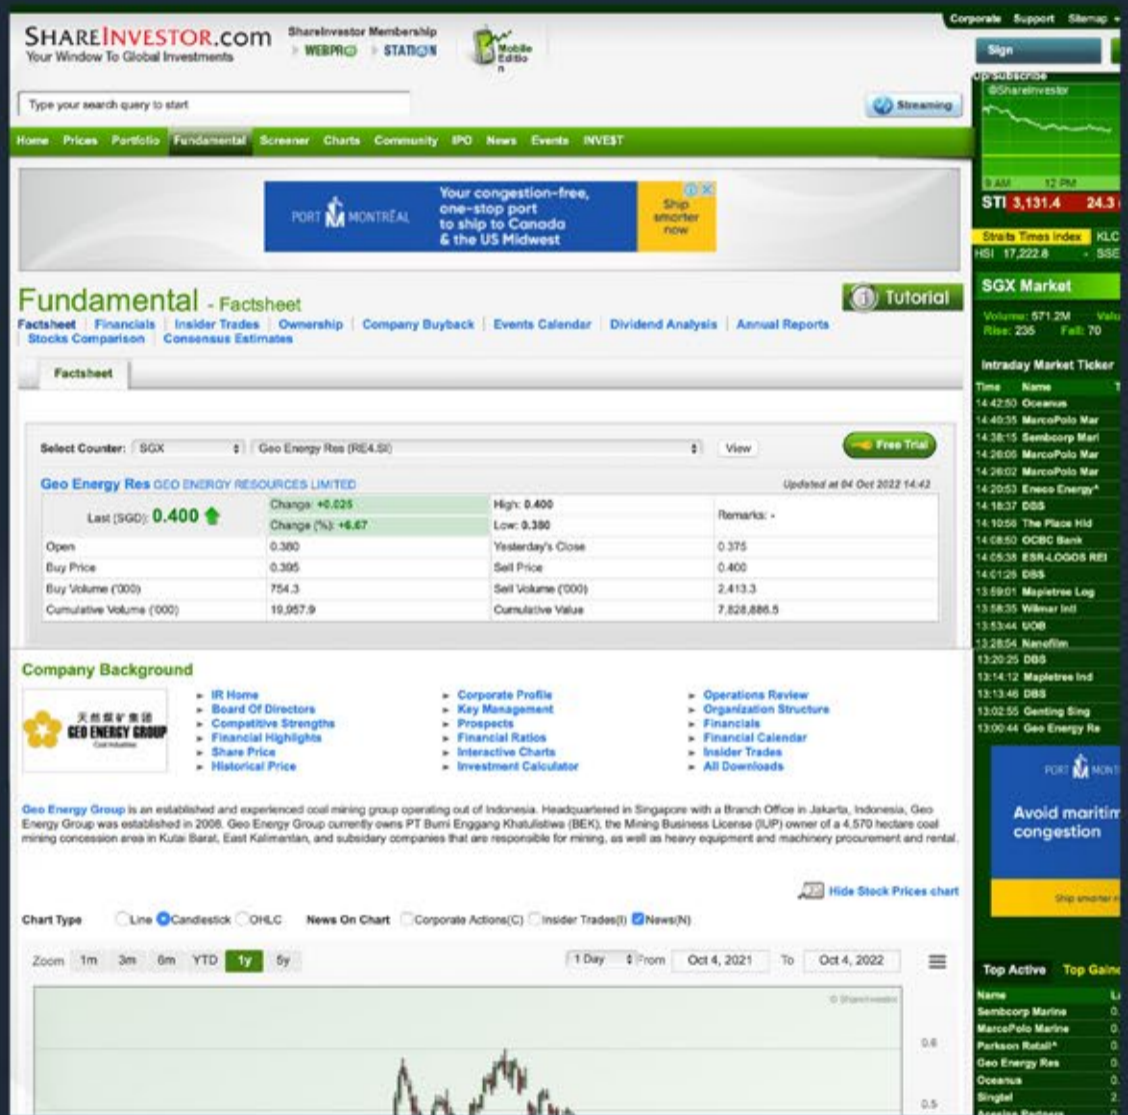 Corporate Support Sitemap
SHAREINVESTOR.com
Your Window To Global Investments
ShareInvestor Membership
WEBPRO STATION
Mobile
Editio
n
Sign
Up/Subscribe
Type your search query to start
Streaming
Home Prices Portfolio Fundamental Screener Charts Community IPO News Events INVEST
@ShareInvestor
9 AM 12 PM
STI 3,131.4 24.3
Straits Times Index KLC
HSI 17,222.8 - SSE
PORT MONTRÉAL
Your congestion-free,
one-stop port
to ship to Canada
& the US Midwest
Ship
smarter
now
Fundamental - Factsheet
Tutorial
Factsheet Financials Insider Trades Ownership Company Buyback Events Calendar Dividend Analysis Annual Reports
Stocks Comparison Consensus Estimates
Factsheet
SGX Market
Volume: 571.2M Valu
Rise: 235 Fall: 70
Select Counter: SGX Geo Energy Res (RE4.SI) View Free Trial
Geo Energy Res GEO ENERGY RESOURCES LIMITED Updated at 04 Oct 2022 14:42
Last (SGD): 0.400 Change: +0.025 High: 0.400 Remarks: -
Change (%): +6.67 Low: 0.380
Open 0.380 Yesterday's Close 0.375
Buy Price 0.395 Sell Price 0.400
Buy Volume ('000) 754.3 Sell Volume ('000) 2,413.3
Cumulative Volume ('000) 19,957.9 Cumulative Value 7,828,886.5
Intraday Market Ticker
Time Name T
14:42:50 Oceanus
14:40:35 MarcoPolo Mar
14:38:15 Sembcorp Mari
14:26:06 MarcoPolo Mar
14:26:02 MarcoPolo Mar
14:20:53 Eneco Energy^
14:18:37 DBS
14:10:56 The Place Hld
14:08:50 OCBC Bank
14:05:38 ESR-LOGOS REI
14:01:26 DBS
13:59:01 Mapletree Log
13:58:35 Wilmar Intl
13:53:44 UOB
13:28:54 Nanofilm
13:20:25 DBS
13:14:12 Mapletree Ind
13:13:46 DBS
13:02:55 Genting Sing
13:00:44 Geo Energy Re
Company Background
天然煤矿集团
GEO ENERGY GROUP
Coal Industries
IR Home Corporate Profile Operations Review
Board Of Directors Key Management Organization Structure
Competitive Strengths Prospects Financials
Financial Highlights Financial Ratios Financial Calendar
Share Price Interactive Charts Insider Trades
Historical Price Investment Calculator All Downloads
Geo Energy Group is an established and experienced coal mining group operating out of Indonesia. Headquartered in Singapore with a Branch Office in Jakarta, Indonesia, Geo
Energy Group was established in 2008. Geo Energy Group currently owns PT Bumi Enggang Khatulistiwa (BEK), the Mining Business License (IUP) owner of a 4,570 hectare coal
mining concession area in Kutai Barat, East Kalimantan, and subsidiary companies that are responsible for mining, as well as heavy equipment and machinery procurement and rental.
PORT MONT
Avoid maritim
congestion
Ship smarter n
Hide Stock Prices chart
Chart Type Line Candlestick OHLC News On Chart Corporate Actions(C) Insider Trades(I) News(N)
Zoom 1m 3m 6m YTD 1y 5y 1 Day From Oct 4, 2021 To Oct 4, 2022
© ShareInvestor
0.6
0.5
Top Active Top Gaine
Name L
Sembcorp Marine 0.
MarcoPolo Marine 0.
Parkson Retail^ 0.
Geo Energy Res 0.
Oceanus 0.
Singtel 2.